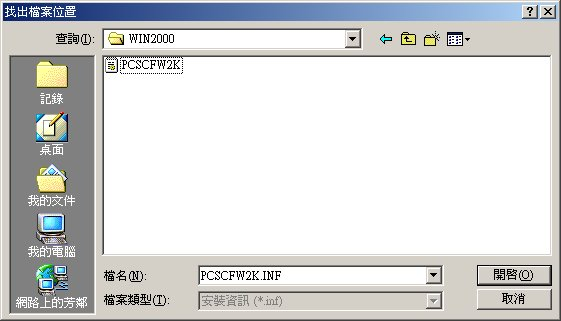 找出檔案位置
查詢(I):
WIN2000
PCSCFW2K
記錄
桌面
我的文件
我的電腦
網路上的芳鄰
檔名(N):
PCSCFW2K.INF
開啓(O)
檔案類型(T):
安裝資訊 (*.inf)
取消